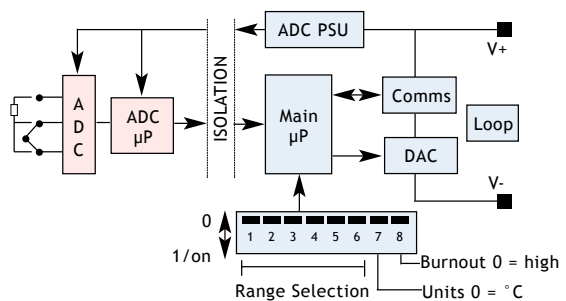 ADC PSU
V+
ISOLATION
A
D
C
ADC
µP
Main
µP
Comms
Loop
DAC
V-
0
1/on
1 2 3 4 5 6 7 8
Burnout 0 = high
Units 0 = °C
Range Selection